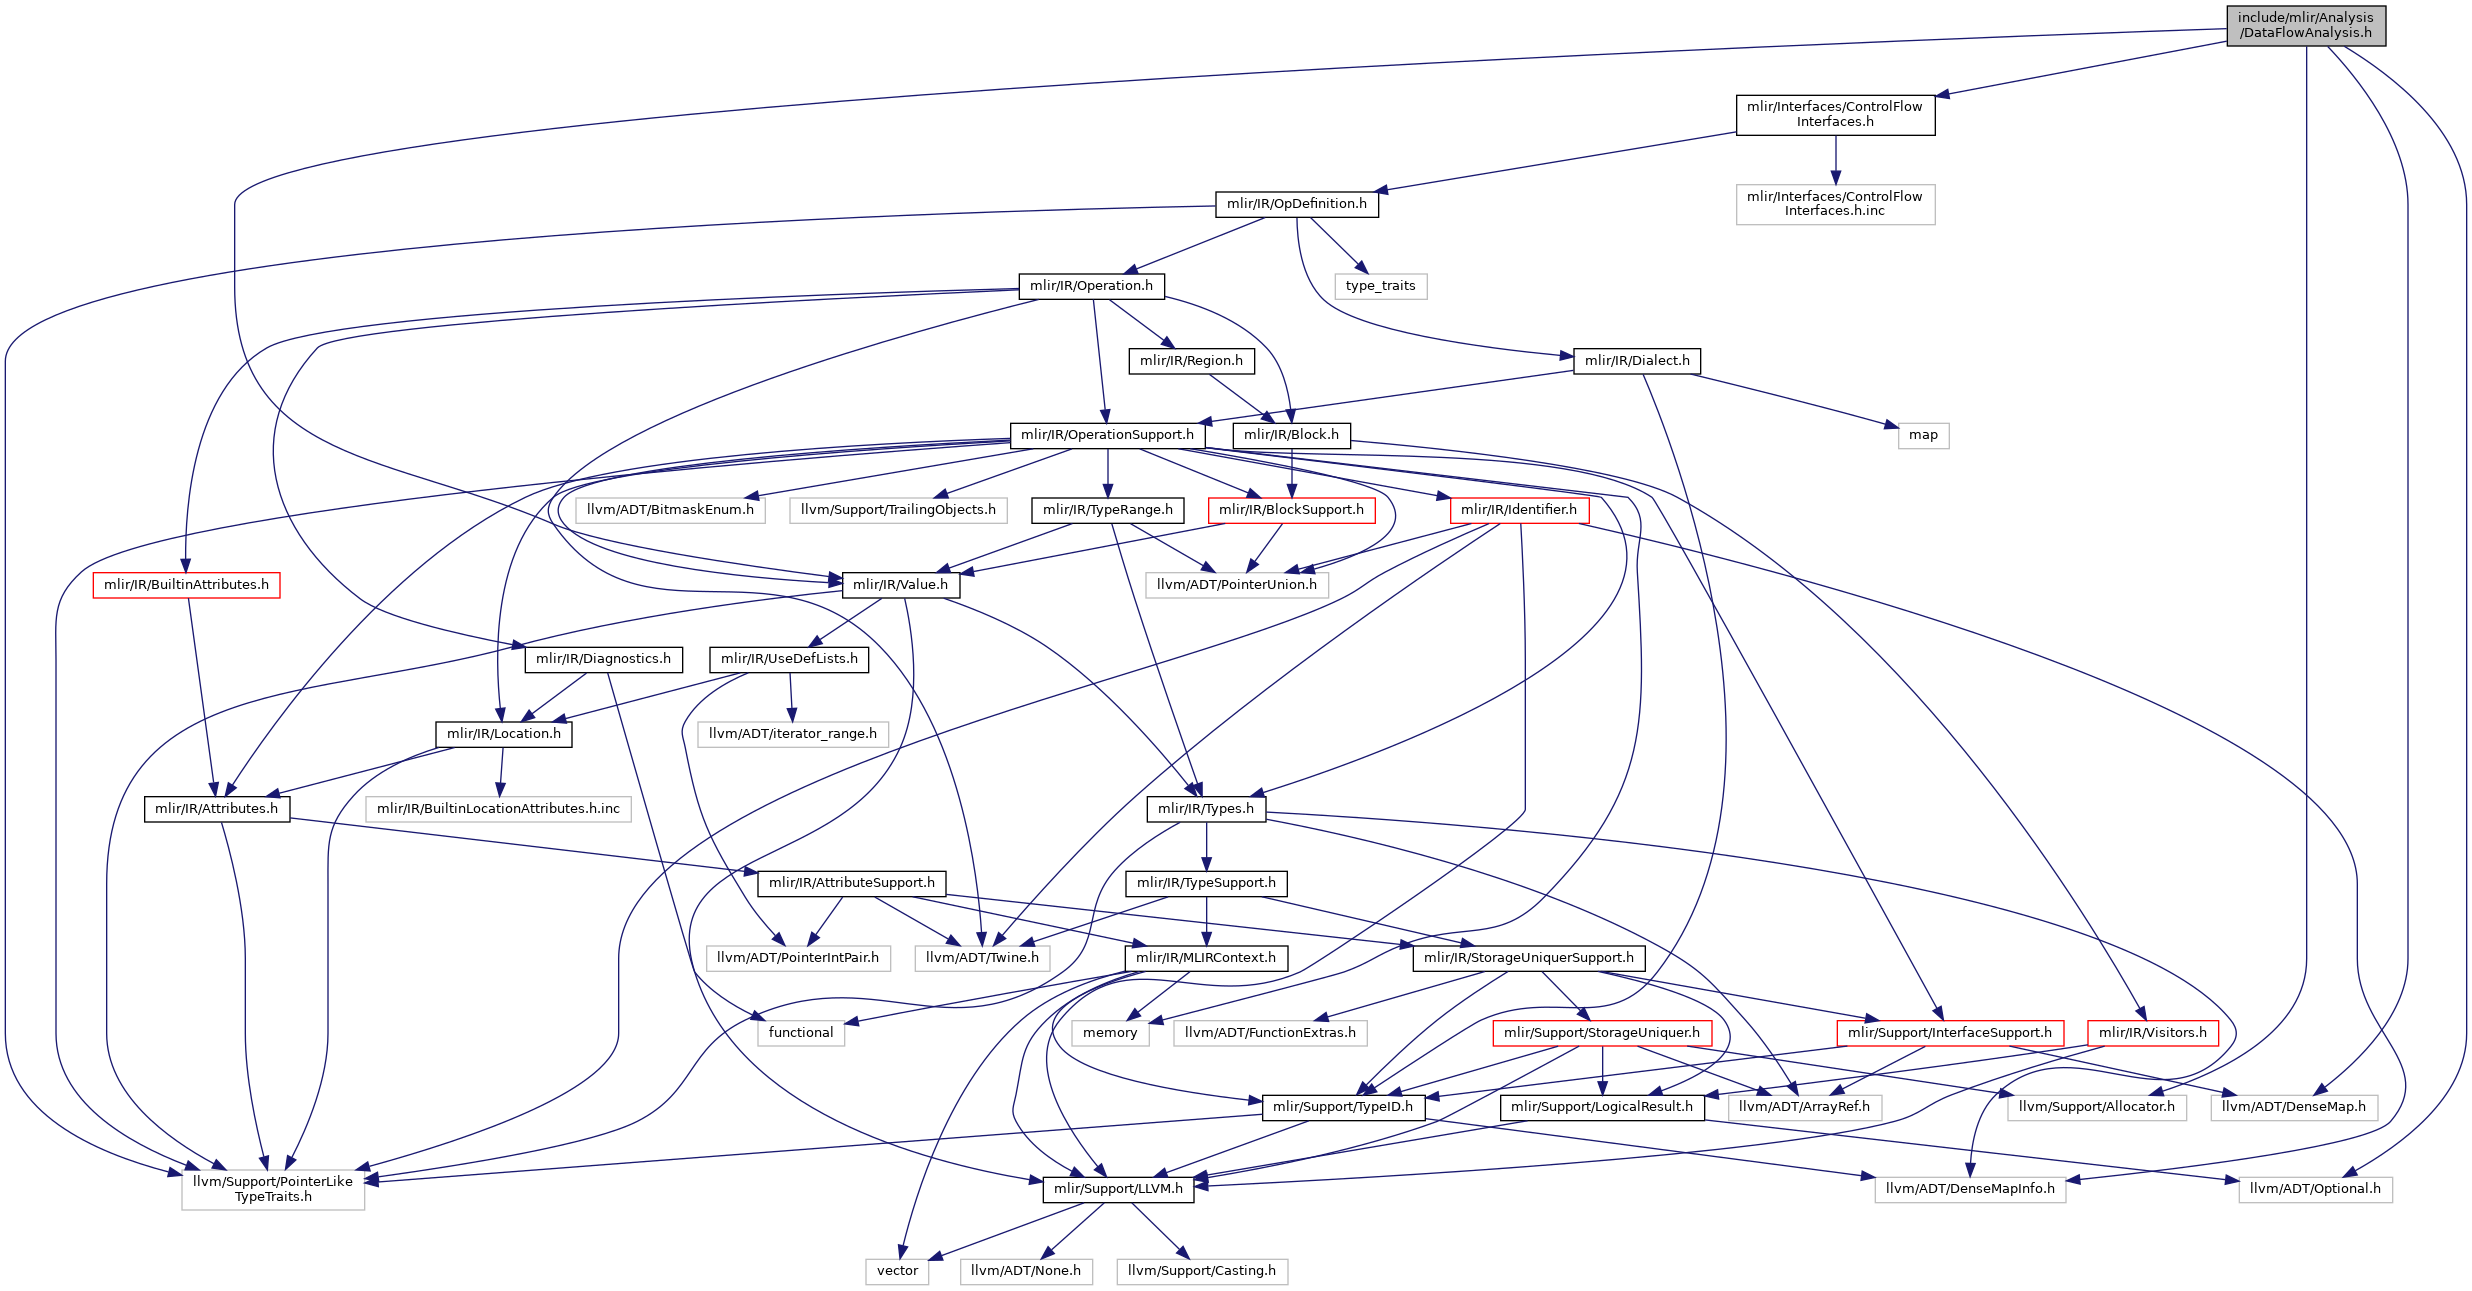 include/mlir/Analysis
/DataFlowAnalysis.h
mlir/Interfaces/ControlFlow
Interfaces.h
mlir/IR/OpDefinition.h
mlir/Interfaces/ControlFlow
Interfaces.h.inc
mlir/IR/Operation.h
type_traits
mlir/IR/Region.h
mlir/IR/Dialect.h
mlir/IR/OperationSupport.h
mlir/IR/Block.h
map
llvm/ADT/BitmaskEnum.h
llvm/Support/TrailingObjects.h
mlir/IR/TypeRange.h
mlir/IR/BlockSupport.h
mlir/IR/Identifier.h
mlir/IR/BuiltinAttributes.h
mlir/IR/Value.h
llvm/ADT/PointerUnion.h
mlir/IR/Diagnostics.h
mlir/IR/UseDefLists.h
mlir/IR/Location.h
llvm/ADT/iterator_range.h
mlir/IR/Attributes.h
mlir/IR/BuiltinLocationAttributes.h.inc
mlir/IR/Types.h
mlir/IR/AttributeSupport.h
mlir/IR/TypeSupport.h
llvm/ADT/PointerIntPair.h
llvm/ADT/Twine.h
mlir/IR/MLIRContext.h
mlir/IR/StorageUniquerSupport.h
functional
memory
llvm/ADT/FunctionExtras.h
mlir/Support/StorageUniquer.h
mlir/Support/InterfaceSupport.h
mlir/IR/Visitors.h
mlir/Support/TypeID.h
mlir/Support/LogicalResult.h
llvm/ADT/ArrayRef.h
llvm/Support/Allocator.h
llvm/ADT/DenseMap.h
llvm/Support/PointerLike
TypeTraits.h
mlir/Support/LLVM.h
llvm/ADT/DenseMapInfo.h
llvm/ADT/Optional.h
vector
llvm/ADT/None.h
llvm/Support/Casting.h